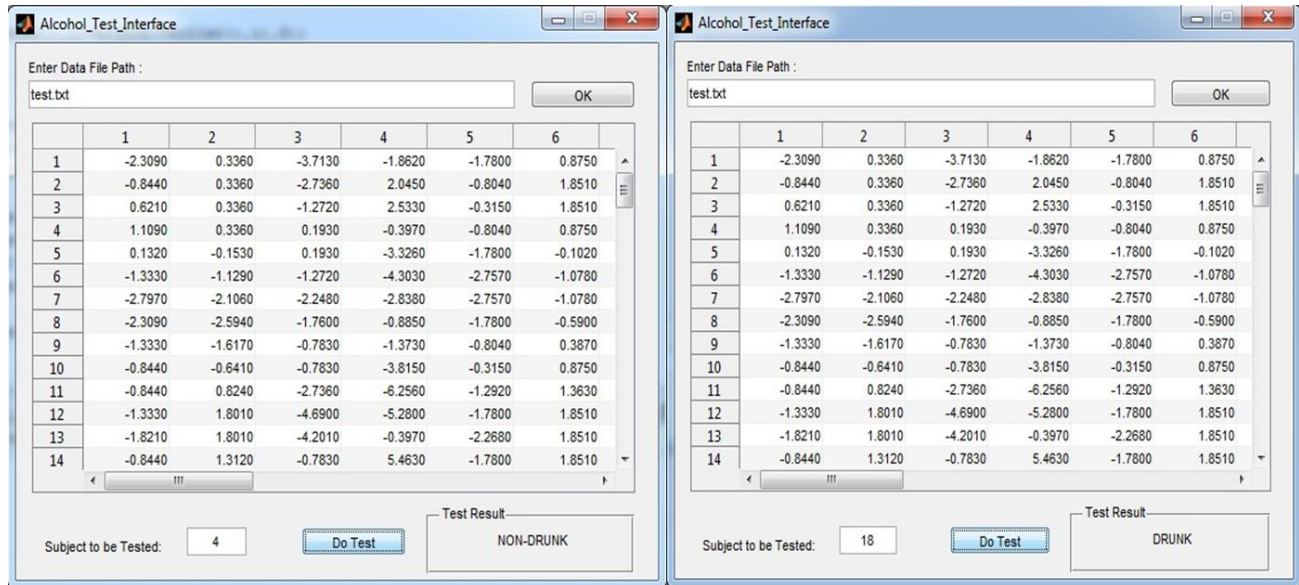 Alcohol_Test_Interface
Enter Data File Path :
test.txt
OK
1 2 3 4 5 6
1 -2.3090 0.3360 -3.7130 -1.8620 -1.7800 0.8750
2 -0.8440 0.3360 -2.7360 2.0450 -0.8040 1.8510
3 0.6210 0.3360 -1.2720 2.5330 -0.3150 1.8510
4 1.1090 0.3360 0.1930 -0.3970 -0.8040 0.8750
5 0.1320 -0.1530 0.1930 -3.3260 -1.7800 -0.1020
6 -1.3330 -1.1290 -1.2720 -4.3030 -2.7570 -1.0780
7 -2.7970 -2.1060 -2.2480 -2.8380 -2.7570 -1.0780
8 -2.3090 -2.5940 -1.7600 -0.8850 -1.7800 -0.5900
9 -1.3330 -1.6170 -0.7830 -1.3730 -0.8040 0.3870
10 -0.8440 -0.6410 -0.7830 -3.8150 -0.3150 0.8750
11 -0.8440 0.8240 -2.7360 -6.2560 -1.2920 1.3630
12 -1.3330 1.8010 -4.6900 -5.2800 -1.7800 1.8510
13 -1.8210 1.8010 -4.2010 -0.3970 -2.2680 1.8510
14 -0.8440 1.3120 -0.7830 5.4630 -1.7800 1.8510
Subject to be Tested: 4 Do Test
Test Result
NON-DRUNK
Alcohol_Test_Interface
Enter Data File Path :
test.txt
OK
1 2 3 4 5 6
1 -2.3090 0.3360 -3.7130 -1.8620 -1.7800 0.8750
2 -0.8440 0.3360 -2.7360 2.0450 -0.8040 1.8510
3 0.6210 0.3360 -1.2720 2.5330 -0.3150 1.8510
4 1.1090 0.3360 0.1930 -0.3970 -0.8040 0.8750
5 0.1320 -0.1530 0.1930 -3.3260 -1.7800 -0.1020
6 -1.3330 -1.1290 -1.2720 -4.3030 -2.7570 -1.0780
7 -2.7970 -2.1060 -2.2480 -2.8380 -2.7570 -1.0780
8 -2.3090 -2.5940 -1.7600 -0.8850 -1.7800 -0.5900
9 -1.3330 -1.6170 -0.7830 -1.3730 -0.8040 0.3870
10 -0.8440 -0.6410 -0.7830 -3.8150 -0.3150 0.8750
11 -0.8440 0.8240 -2.7360 -6.2560 -1.2920 1.3630
12 -1.3330 1.8010 -4.6900 -5.2800 -1.7800 1.8510
13 -1.8210 1.8010 -4.2010 -0.3970 -2.2680 1.8510
14 -0.8440 1.3120 -0.7830 5.4630 -1.7800 1.8510
Subject to be Tested: 18 Do Test
Test Result
DRUNK